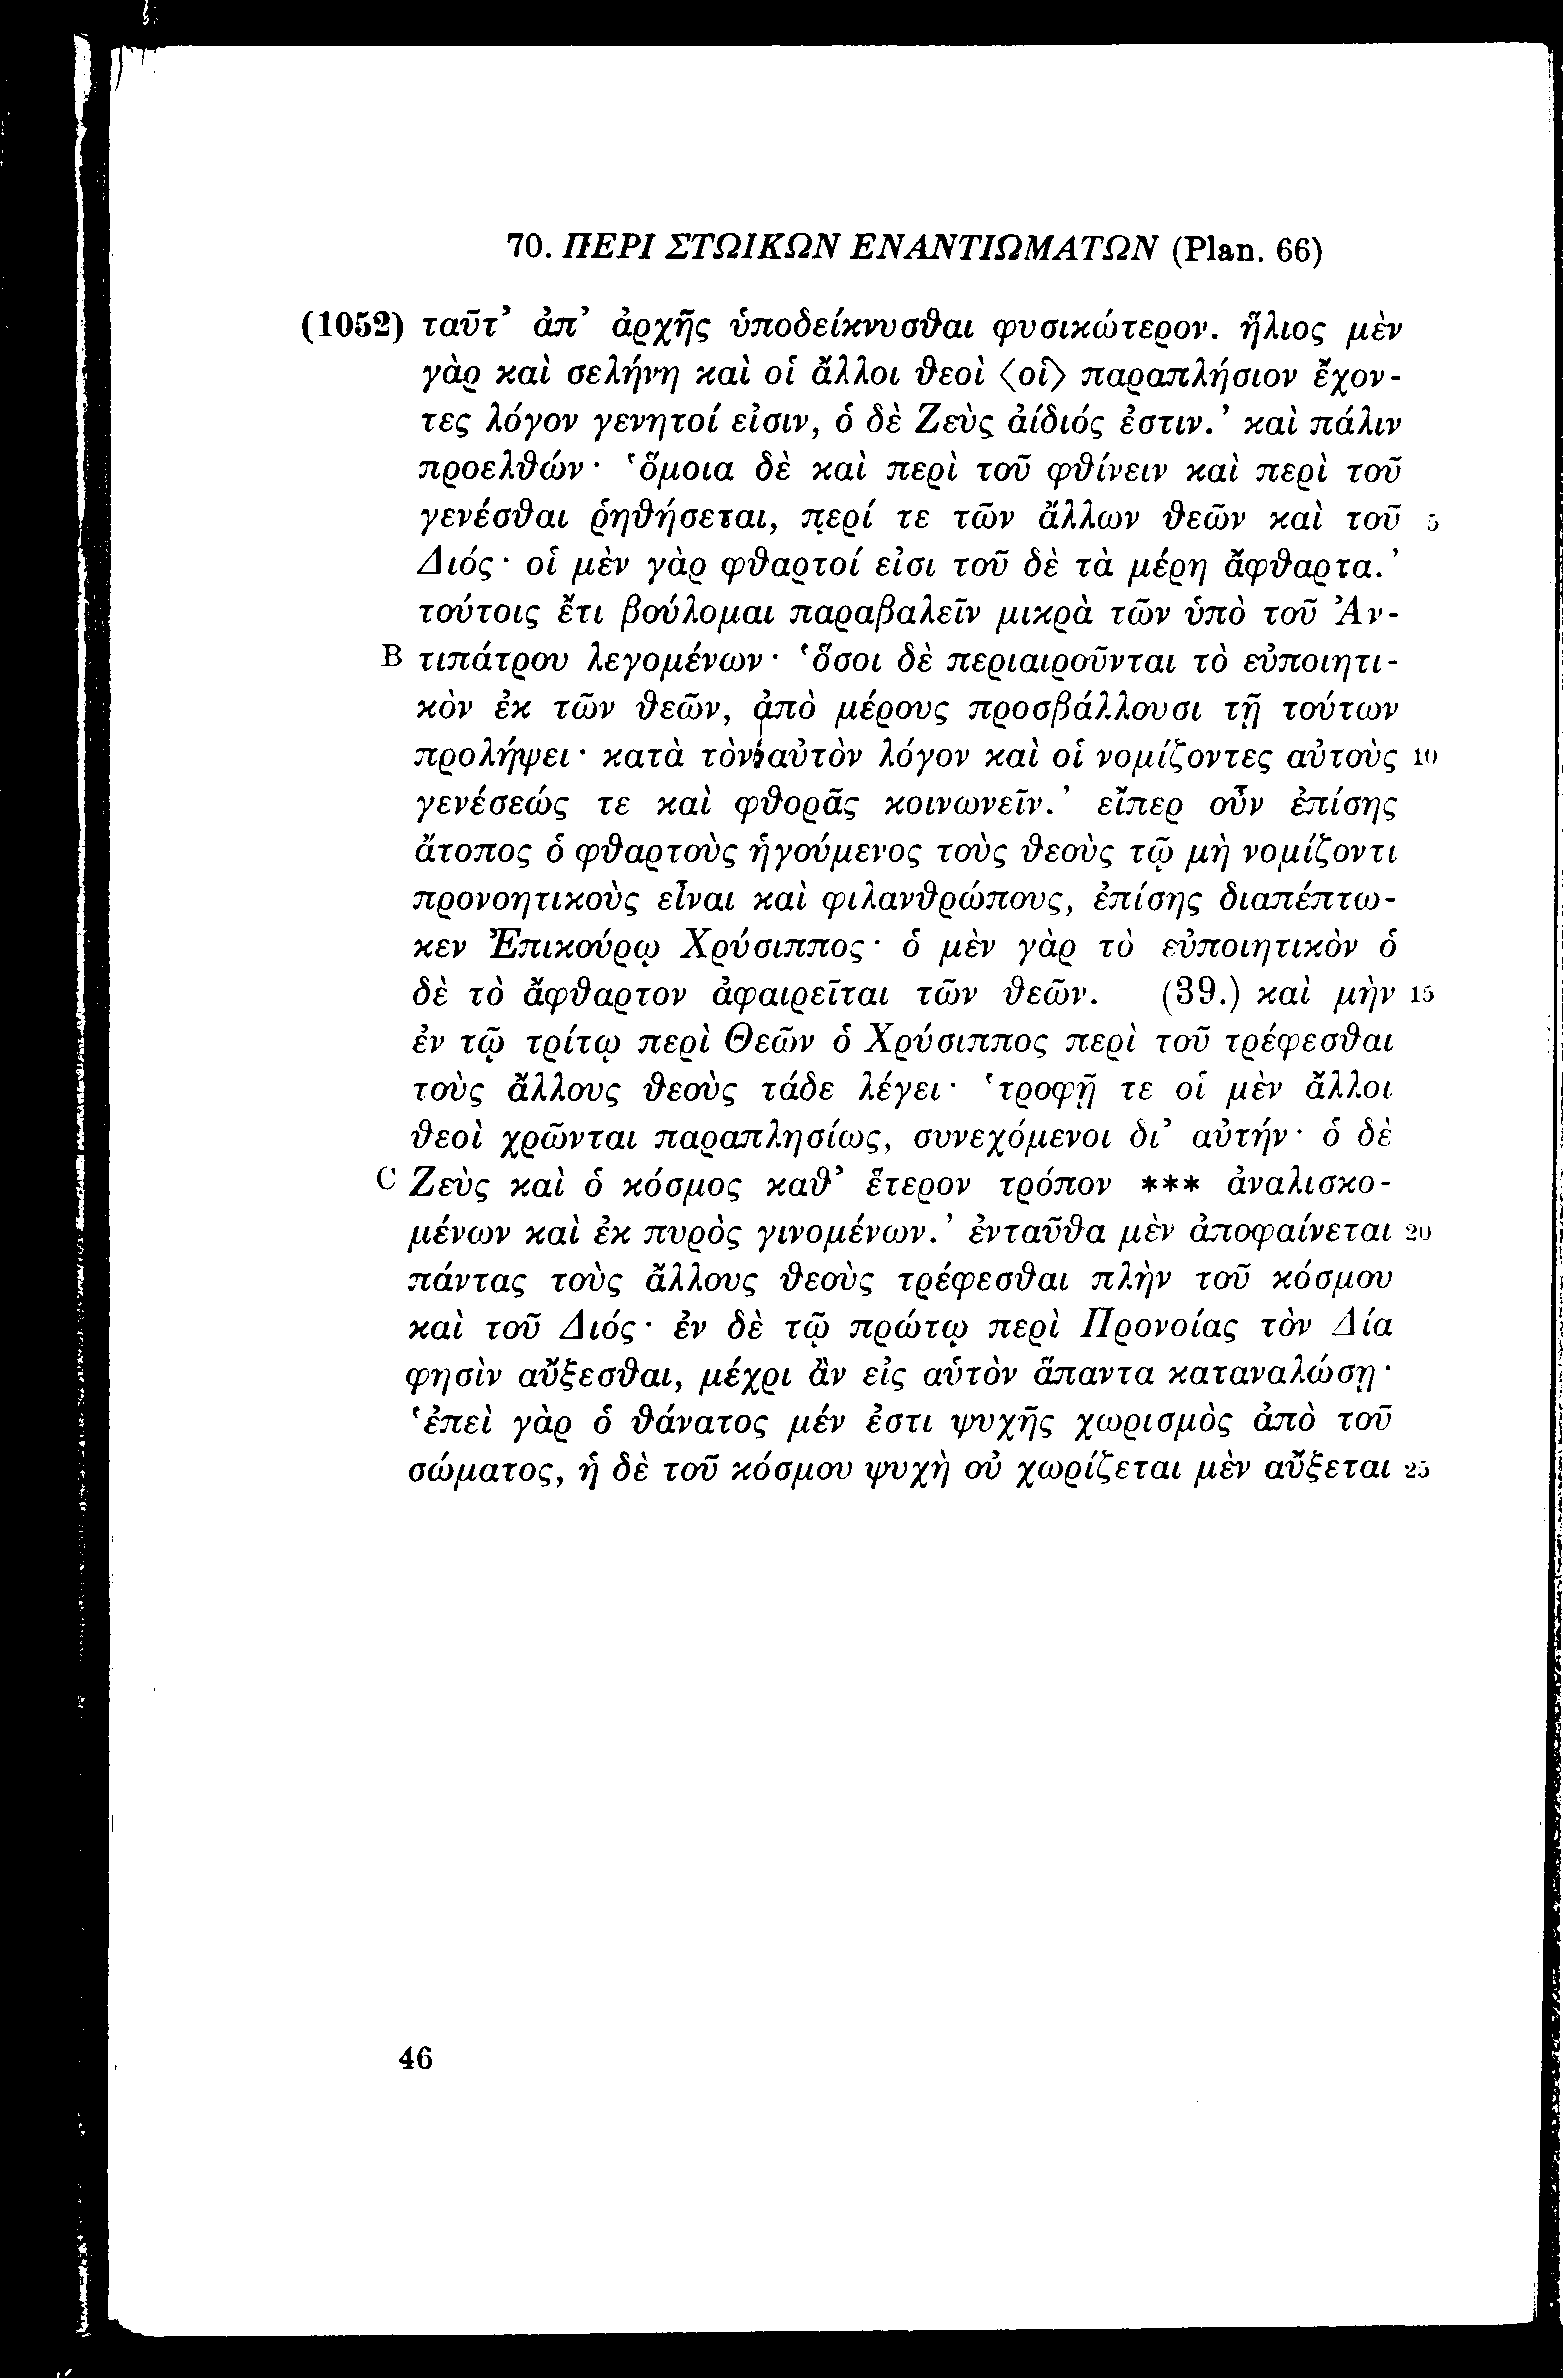 70. ΠΕΡΙ ΣΤΩΙΚΩΝ ΕΝΑΝΤΙΩΜΑΤΩΝ (Plan. 66)
(1052) ταῦτ’ ἀπ’ ἀρχῆς ὑποδείκνυσθαι φυσικώτερον. ἥλιος μὲν
γὰρ καὶ σελήνη καὶ οἱ ἄλλοι θεοὶ ⟨οἱ⟩ παραπλήσιον ἔχον-
τες λόγον γενητοί εἰσιν, ὁ δὲ Ζεὺς ἀίδιός ἐστιν.’ καὶ πάλιν
προελθών· ‘ὅμοια δὲ καὶ περὶ τοῦ φθίνειν καὶ περὶ τοῦ
γενέσθαι ῥηθήσεται, περί τε τῶν ἄλλων θεῶν καὶ τοῦ 5
Διός· οἱ μὲν γὰρ φθαρτοί εἰσι τοῦ δὲ τὰ μέρη ἄφθαρτα.’
τούτοις ἔτι βούλομαι παραβαλεῖν μικρὰ τῶν ὑπὸ τοῦ Ἀν-
B τιπάτρου λεγομένων· ‘ὅσοι δὲ περιαιροῦνται τὸ εὐποιητι-
κὸν ἐκ τῶν θεῶν, ἀπὸ μέρους προσβάλλουσι τῇ τούτων
προλήψει· κατὰ τὸν αὐτὸν λόγον καὶ οἱ νομίζοντες αὐτοὺς 10
γενέσεώς τε καὶ φθορᾶς κοινωνεῖν.’ εἴπερ οὖν ἐπίσης
ἄτοπος ὁ φθαρτοὺς ἡγούμενος τοὺς θεοὺς τῷ μὴ νομίζοντι
προνοητικοὺς εἶναι καὶ φιλανθρώπους, ἐπίσης διαπέπτω-
κεν Ἐπικούρῳ Χρύσιππος· ὁ μὲν γὰρ τὸ εὐποιητικὸν ὁ
δὲ τὸ ἄφθαρτον ἀφαιρεῖται τῶν θεῶν. (39.) καὶ μὴν 15
ἐν τῷ τρίτῳ περὶ Θεῶν ὁ Χρύσιππος περὶ τοῦ τρέφεσθαι
τοὺς ἄλλους θεοὺς τάδε λέγει· ‘τροφῇ τε οἱ μὲν ἄλλοι
θεοὶ χρῶνται παραπλησίως, συνεχόμενοι δι’ αὐτήν· ὁ δὲ
C Ζεὺς καὶ ὁ κόσμος καθ’ ἕτερον τρόπον *** ἀναλισκο-
μένων καὶ ἐκ πυρὸς γινομένων.’ ἐνταῦθα μὲν ἀποφαίνεται 20
πάντας τοὺς ἄλλους θεοὺς τρέφεσθαι πλὴν τοῦ κόσμου
καὶ τοῦ Διός· ἐν δὲ τῷ πρώτῳ περὶ Προνοίας τὸν Δία
φησὶν αὔξεσθαι, μέχρι ἂν εἰς αὑτὸν ἅπαντα καταναλώσῃ·
‘ἐπεὶ γὰρ ὁ θάνατος μέν ἐστι ψυχῆς χωρισμὸς ἀπὸ τοῦ
σώματος, ἡ δὲ τοῦ κόσμου ψυχὴ οὐ χωρίζεται μὲν αὔξεται 25
46